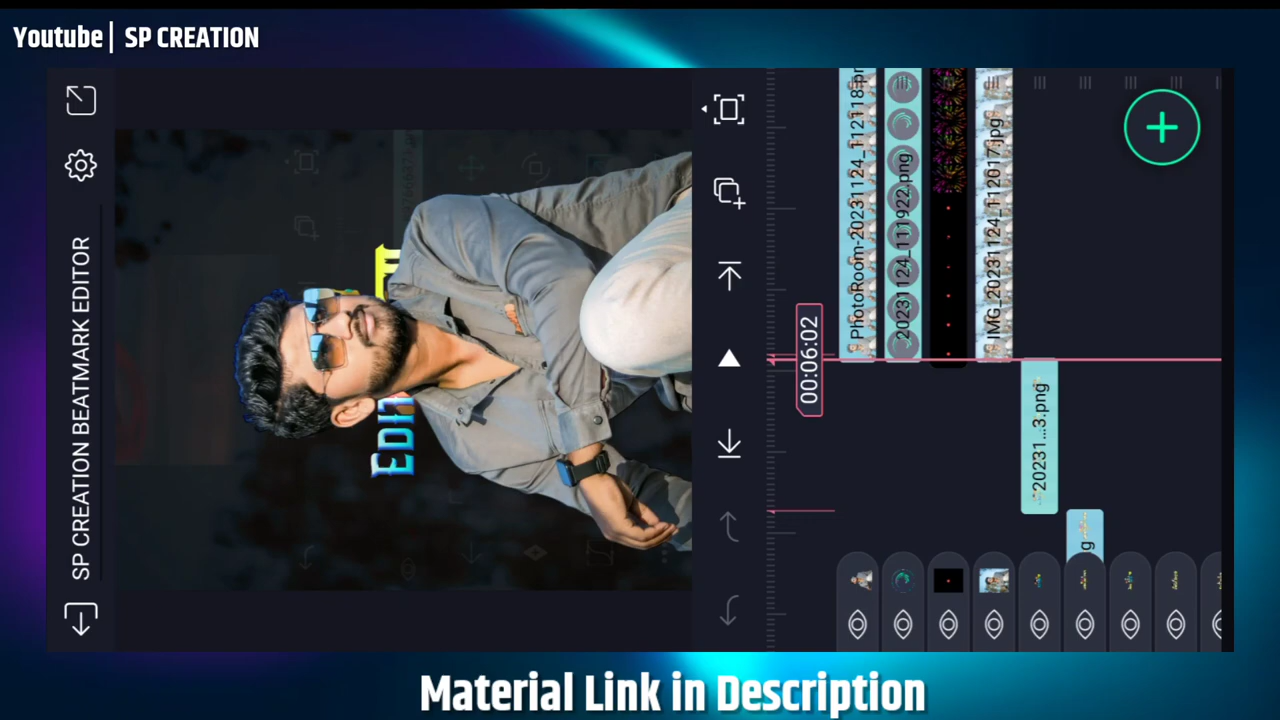 Youtube | SP CREATION
SP CREATION BEATMARK EDITOR
EDIT
00:06:02
PhotoRoom-20231124_112118.pn
20231124_111922.png
IMG_20231124_112017.jpg
20231...3.png
g
Material Link in Description